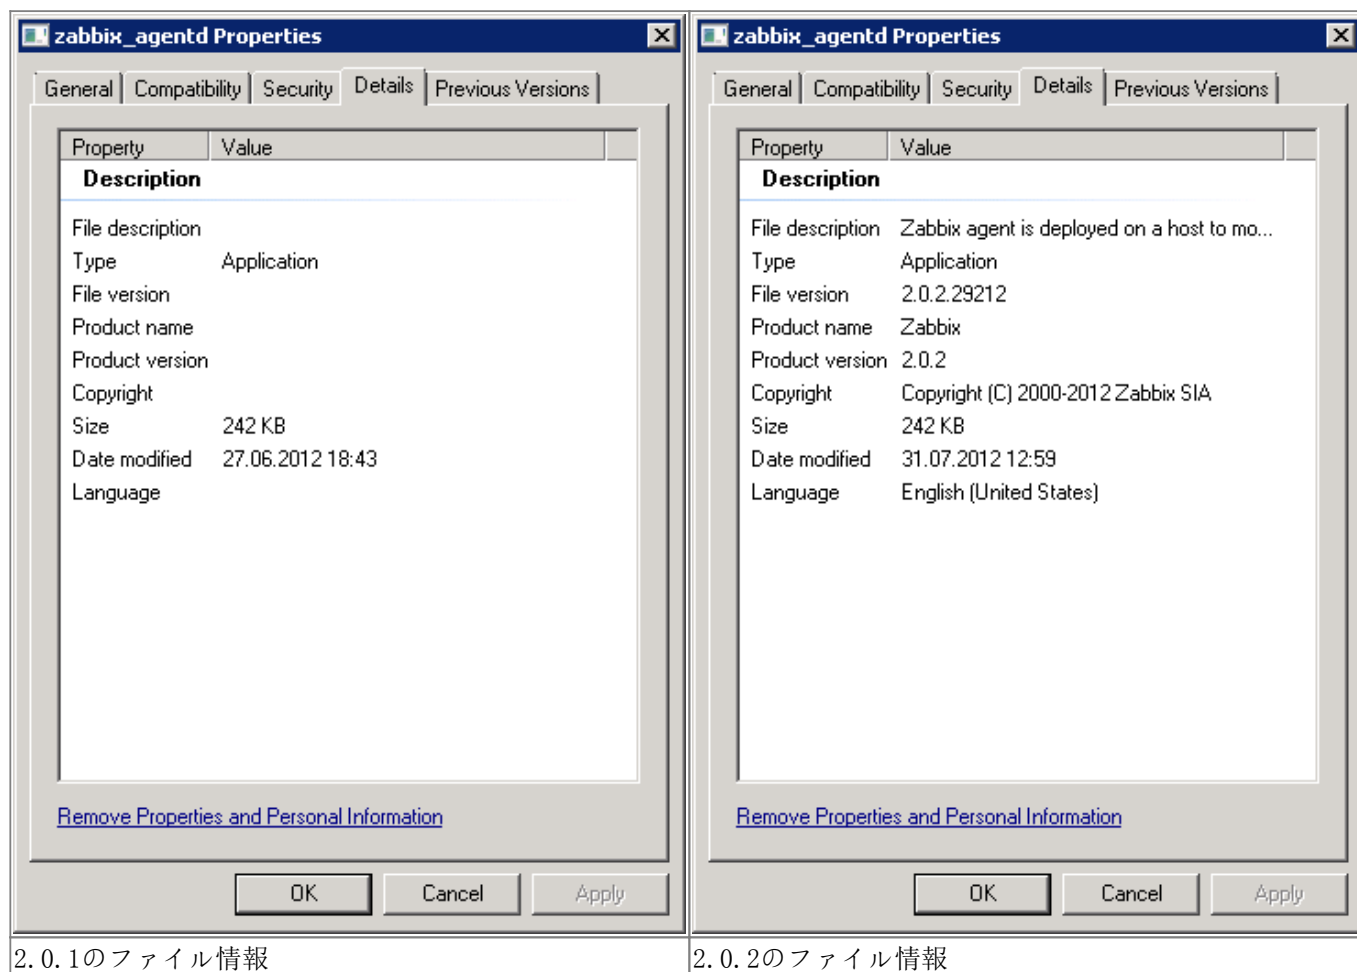 zabbix_agentd Properties
General Compatibility Security Details Previous Versions
Property Value
Description
File description
Type Application
File version
Product name
Product version
Copyright
Size 242 KB
Date modified 27.06.2012 18:43
Language
Remove Properties and Personal Information
OK Cancel Apply
2.0.1のファイル情報
zabbix_agentd Properties
General Compatibility Security Details Previous Versions
Property Value
Description
File description Zabbix agent is deployed on a host to mo...
Type Application
File version 2.0.2.29212
Product name Zabbix
Product version 2.0.2
Copyright Copyright (C) 2000-2012 Zabbix SIA
Size 242 KB
Date modified 31.07.2012 12:59
Language English (United States)
Remove Properties and Personal Information
OK Cancel Apply
2.0.2のファイル情報